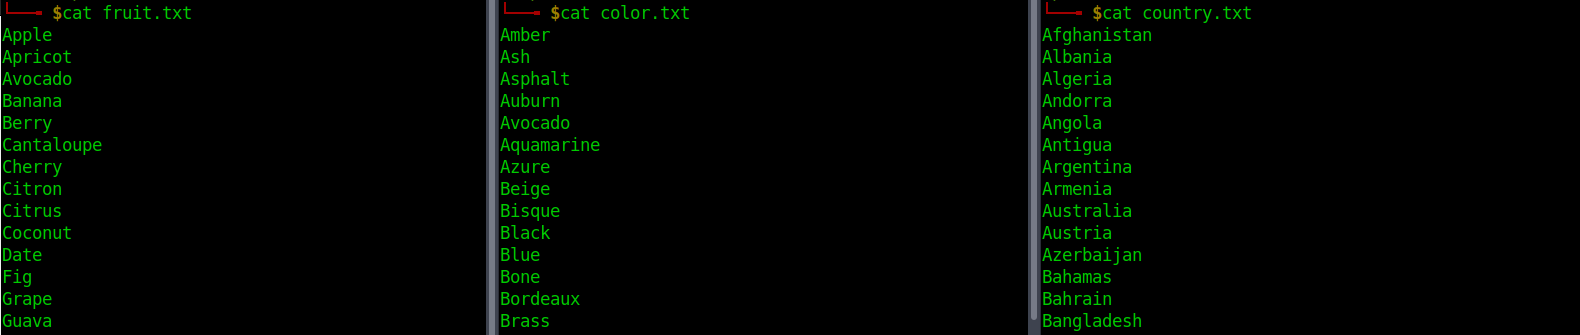 $cat fruit.txt
Apple
Apricot
Avocado
Banana
Berry
Cantaloupe
Cherry
Citron
Citrus
Coconut
Date
Fig
Grape
Guava
$cat color.txt
Amber
Ash
Asphalt
Auburn
Avocado
Aquamarine
Azure
Beige
Bisque
Black
Blue
Bone
Bordeaux
Brass
$cat country.txt
Afghanistan
Albania
Algeria
Andorra
Angola
Antigua
Argentina
Armenia
Australia
Austria
Azerbaijan
Bahamas
Bahrain
Bangladesh